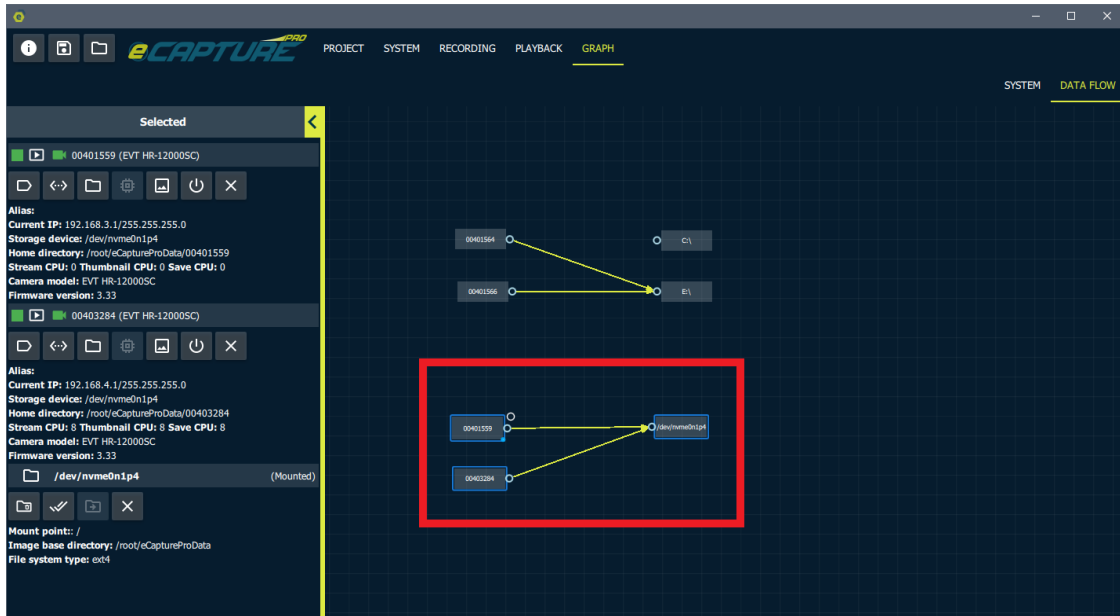 eCAPTURE PRO
PROJECT SYSTEM RECORDING PLAYBACK GRAPH
SYSTEM DATA FLOW
Selected
00401559 (EVT HR-12000SC)
Alias:
Current IP: 192.168.3.1/255.255.255.0
Storage device: /dev/nvme0n1p4
Home directory: /root/eCaptureProData/00401559
Stream CPU: 0 Thumbnail CPU: 0 Save CPU: 0
Camera model: EVT HR-12000SC
Firmware version: 3.33
00403284 (EVT HR-12000SC)
Alias:
Current IP: 192.168.4.1/255.255.255.0
Storage device: /dev/nvme0n1p4
Home directory: /root/eCaptureProData/00403284
Stream CPU: 8 Thumbnail CPU: 8 Save CPU: 8
Camera model: EVT HR-12000SC
Firmware version: 3.33
/dev/nvme0n1p4 (Mounted)
Mount point:: /
Image base directory: /root/eCaptureProData
File system type: ext4
00401564 C:\
00401566 E:\
00401559 /dev/nvme0n1p4
00403284